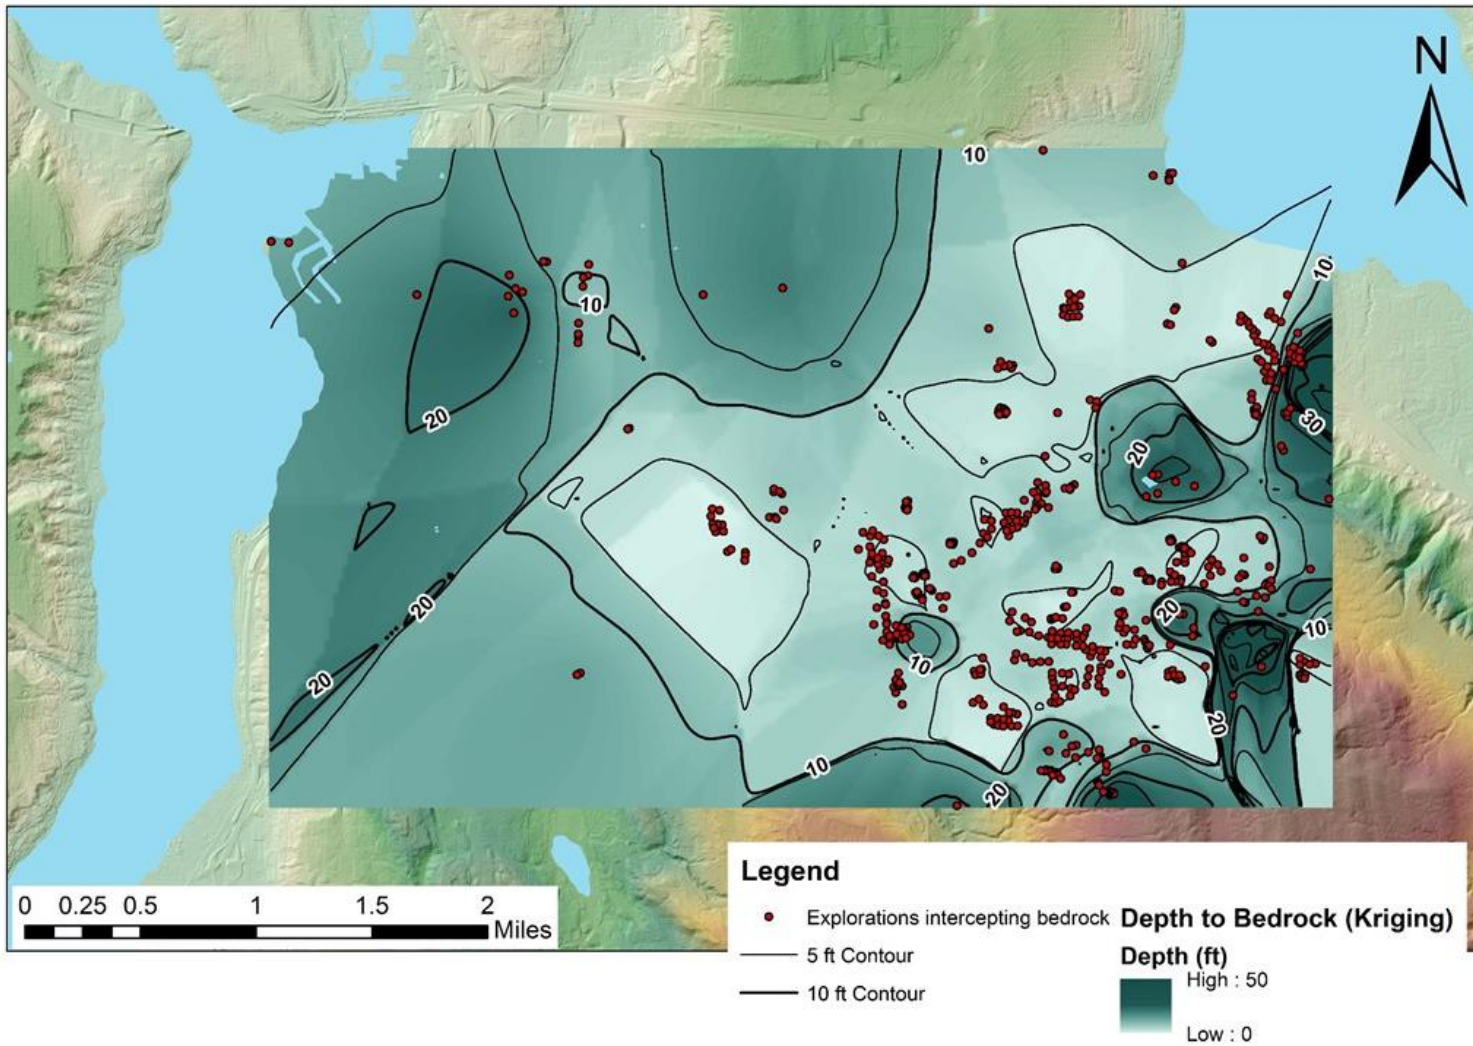 N
10
10
10
20
30
20
20
20
10
10
20
20
10
20
Legend
Explorations intercepting bedrock
5 ft Contour
10 ft Contour
Depth to Bedrock (Kriging)
Depth (ft)
High : 50
Low : 0
0 0.25 0.5 1 1.5 2
Miles